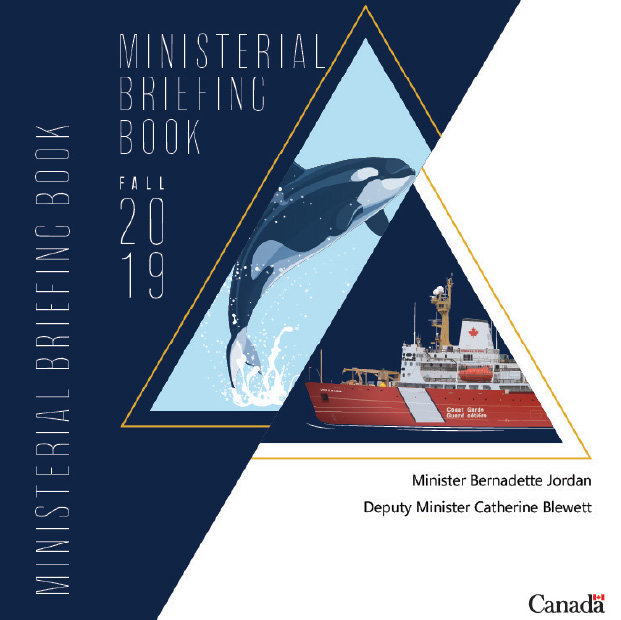 MINISTERIAL BRIEFING BOOK
MINISTERIAL
BRIEFING
BOOK
FALL
20
19
Coast Garde
Guard côtière
Minister Bernadette Jordan
Deputy Minister Catherine Blewett
Canada